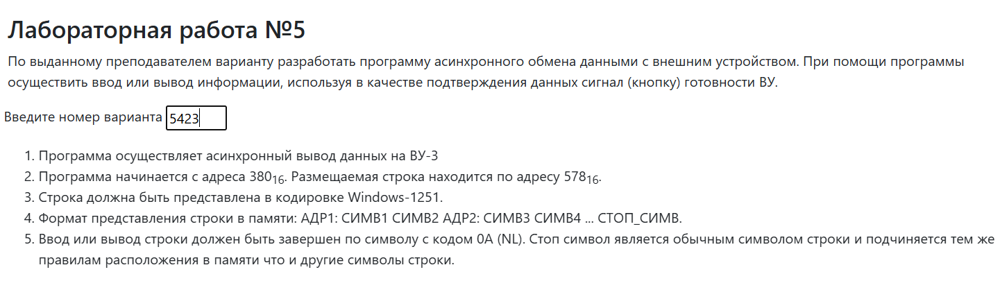 Лабораторная работа №5
По выданному преподавателем варианту разработать программу асинхронного обмена данными с внешним устройством. При помощи программы
осуществить ввод или вывод информации, используя в качестве подтверждения данных сигнал (кнопку) готовности ВУ.
Введите номер варианта 5423
1. Программа осуществляет асинхронный вывод данных на ВУ-3
2. Программа начинается с адреса 380₁₆. Размещаемая строка находится по адресу 578₁₆.
3. Строка должна быть представлена в кодировке Windows-1251.
4. Формат представления строки в памяти: АДР1: СИМВ1 СИМВ2 АДР2: СИМВ3 СИМВ4 ... СТОП_СИМВ.
5. Ввод или вывод строки должен быть завершен по символу с кодом 0A (NL). Стоп символ является обычным символом строки и подчиняется тем же
правилам расположения в памяти что и другие символы строки.